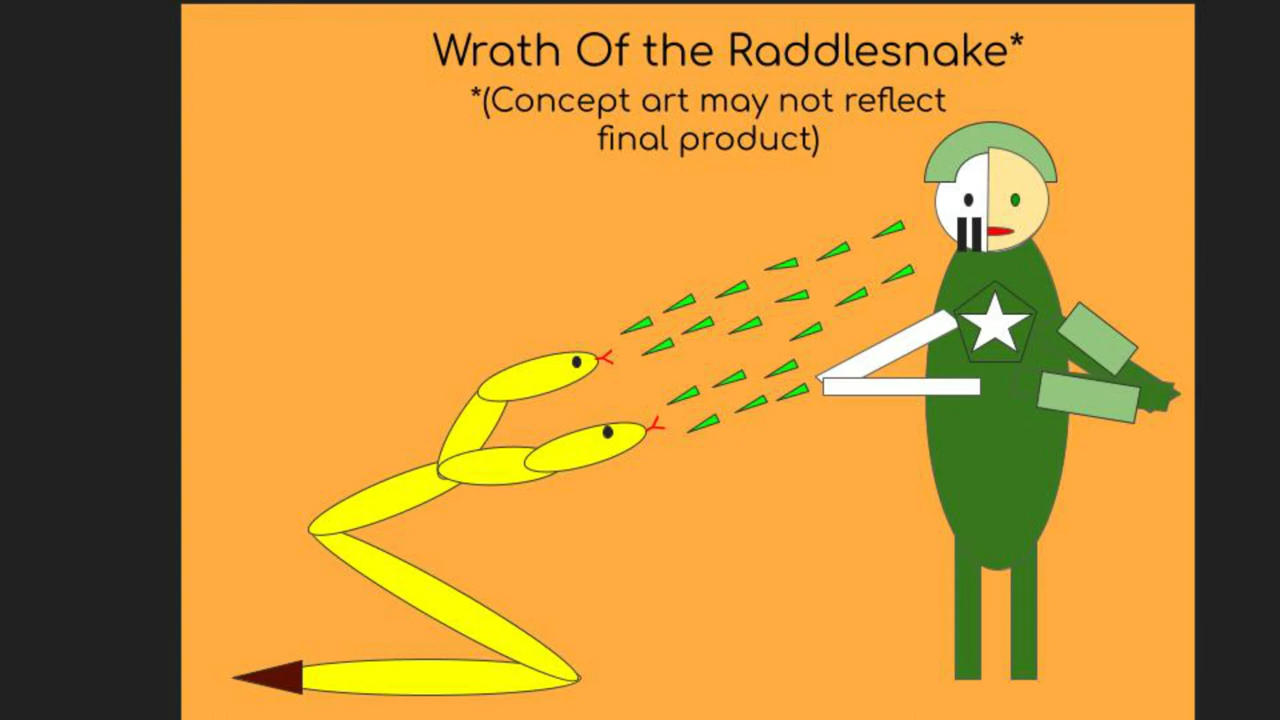 Wrath Of the Raddlesnake*
*(Concept art may not reflect
final product)